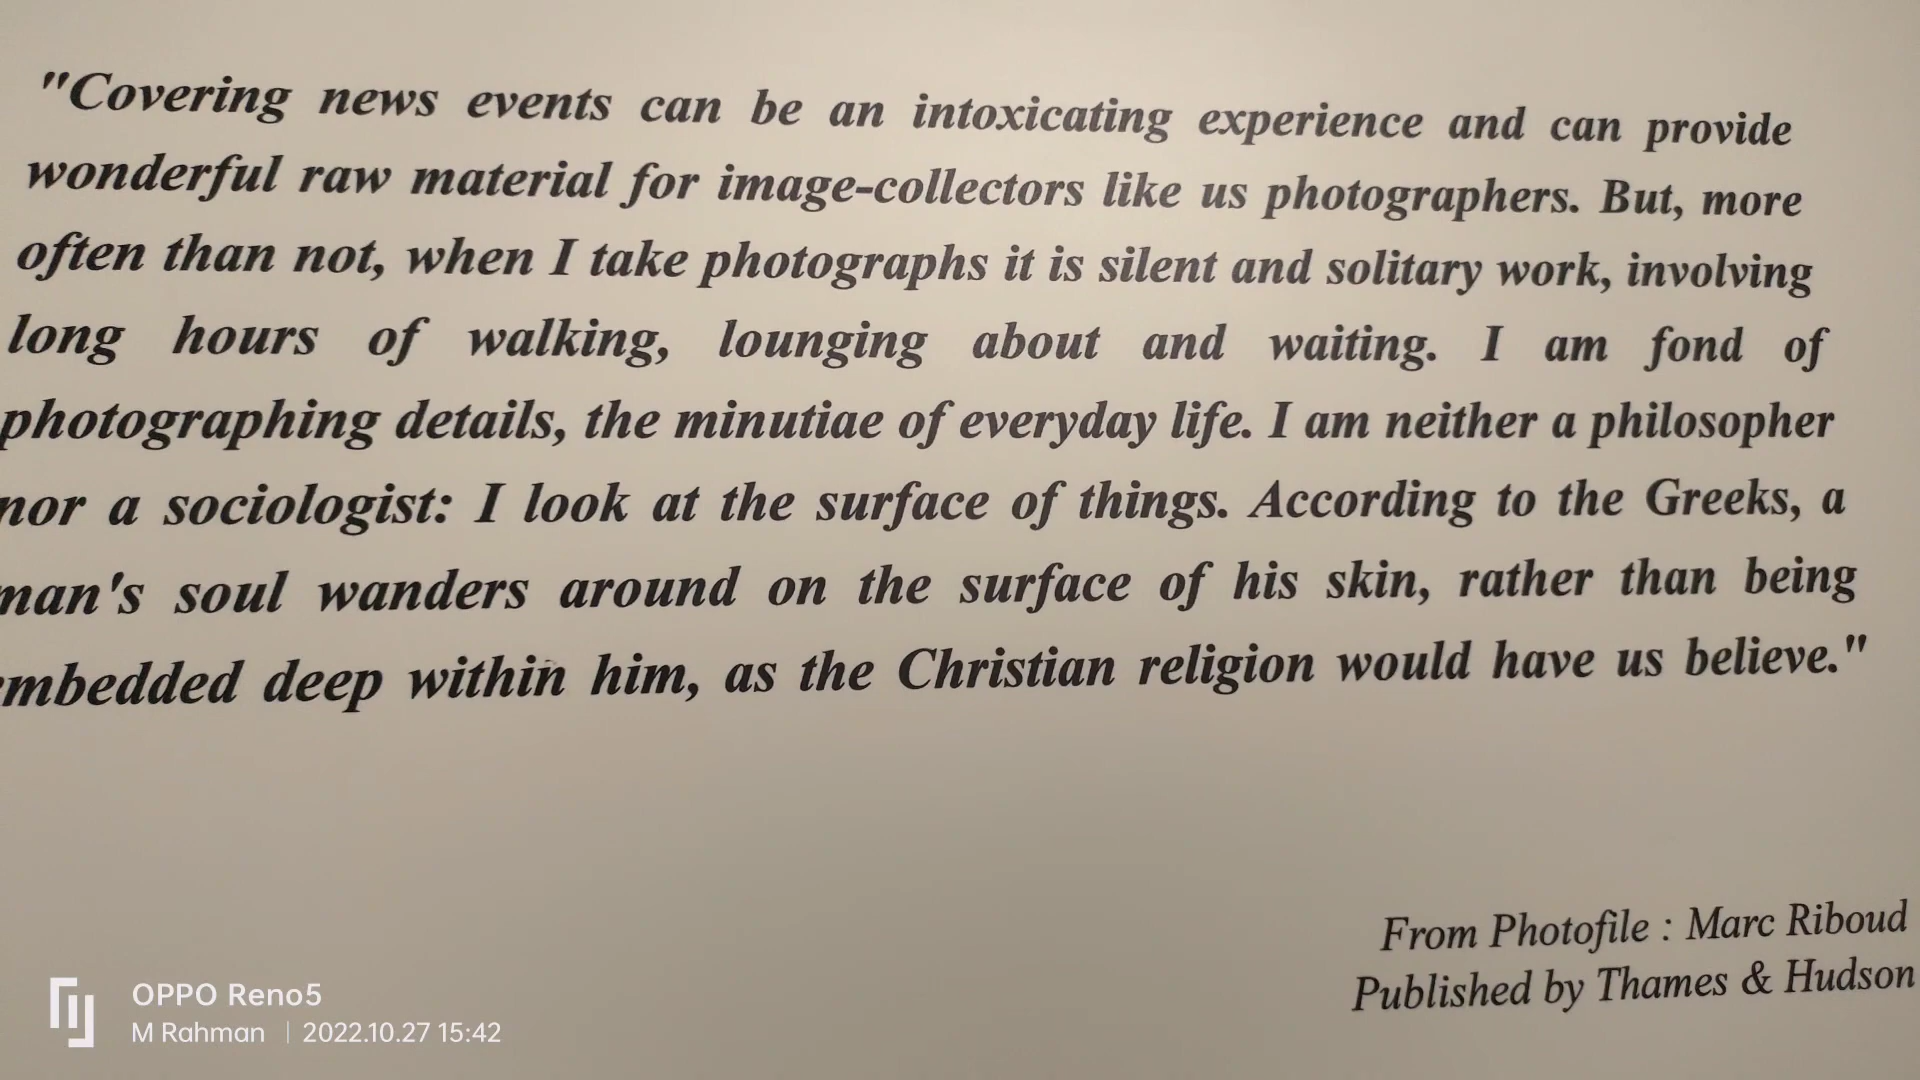 "Covering news events can be an intoxicating experience and can provide
wonderful raw material for image-collectors like us photographers. But, more
often than not, when I take photographs it is silent and solitary work, involving
long hours of walking, lounging about and waiting. I am fond of
photographing details, the minutiae of everyday life. I am neither a philosopher
nor a sociologist: I look at the surface of things. According to the Greeks, a
man's soul wanders around on the surface of his skin, rather than being
embedded deep within him, as the Christian religion would have us believe."
From Photofile : Marc Riboud
Published by Thames & Hudson
OPPO Reno5
M Rahman | 2022.10.27 15:42